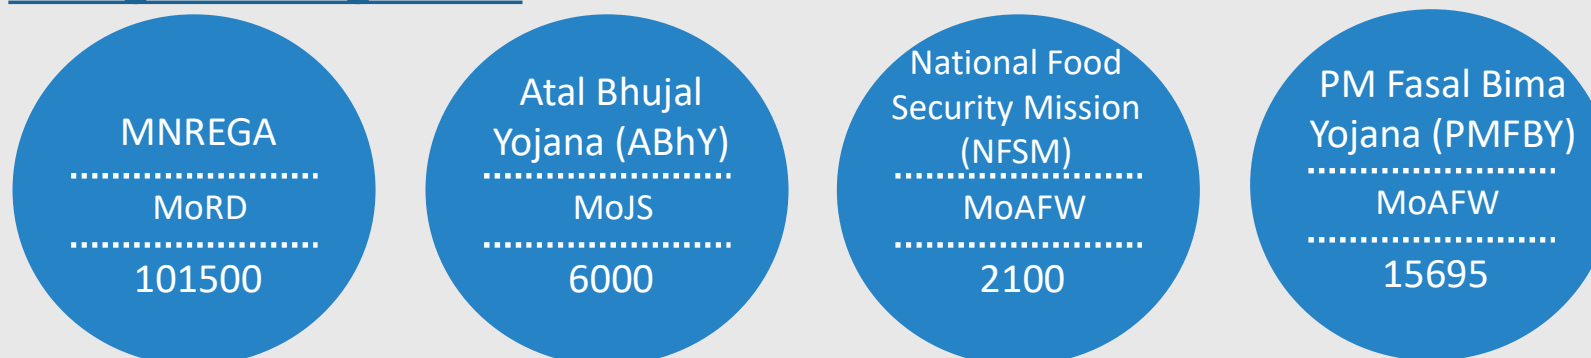 MNREGA
MoRD
101500
Atal Bhujal
Yojana (ABhY)
MoJS
6000
National Food
Security Mission
(NFSM)
MoAFW
2100
PM Fasal Bima
Yojana (PMFBY)
MoAFW
15695